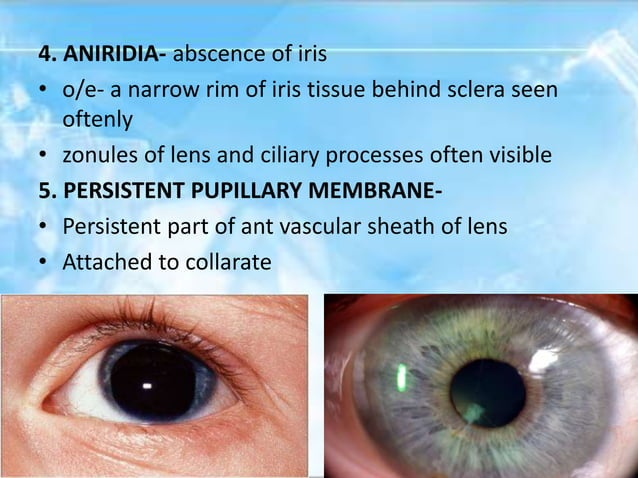 4. ANIRIDIA- abscence of iris
• o/e- a narrow rim of iris tissue behind sclera seen
oftenly
• zonules of lens and ciliary processes often visible
5. PERSISTENT PUPILLARY MEMBRANE-
• Persistent part of ant vascular sheath of lens
• Attached to collarate